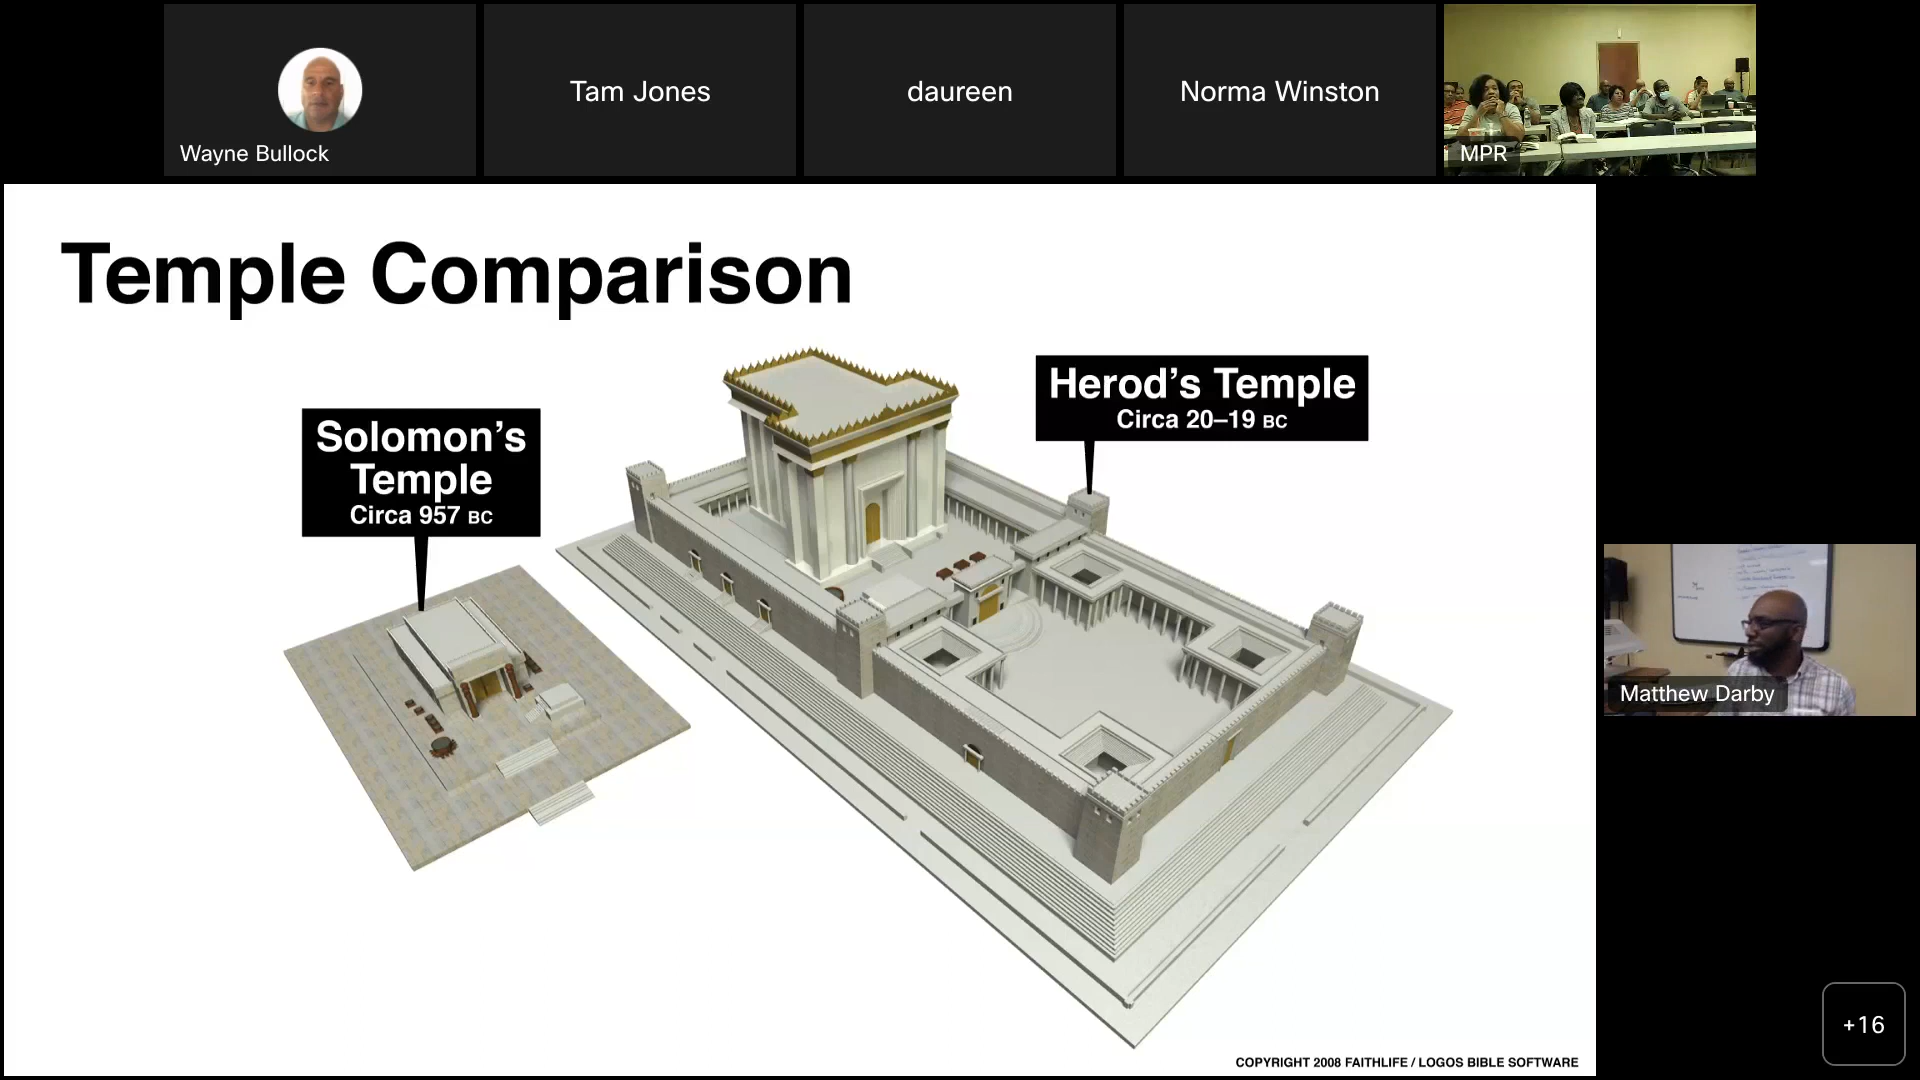 Wayne Bullock
Tam Jones
daureen
Norma Winston
MPR
Temple Comparison
Herod’s Temple
Circa 20–19 BC
Solomon’s
Temple
Circa 957 BC
Matthew Darby
+16
COPYRIGHT 2008 FAITHLIFE / LOGOS BIBLE SOFTWARE